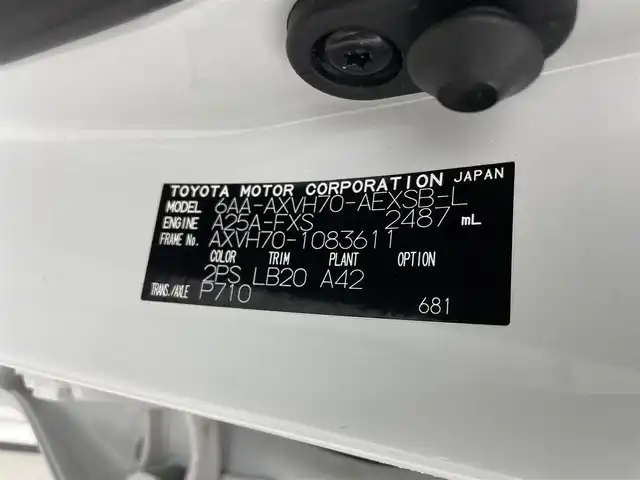 TOYOTA MOTOR CORPORATION JAPAN
MODEL 6AA-AXVH70-AEXSB-L
ENGINE A25A-FXS 2487 mL
FRAME No. AXVH70-1083611
COLOR TRIM PLANT OPTION
2PS LB20 A42
TRANS./AXLE P710
681